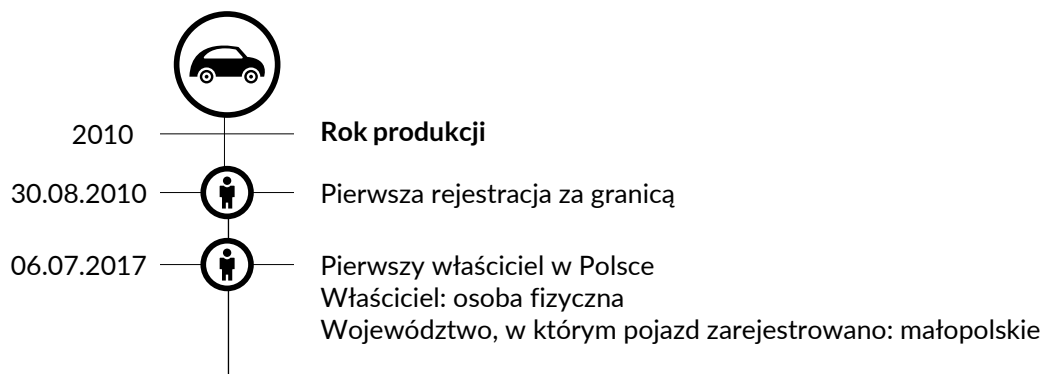 2010 Rok produkcji
30.08.2010 Pierwsza rejestracja za granicą
06.07.2017 Pierwszy właściciel w Polsce
Właściciel: osoba fizyczna
Województwo, w którym pojazd zarejestrowano: małopolskie